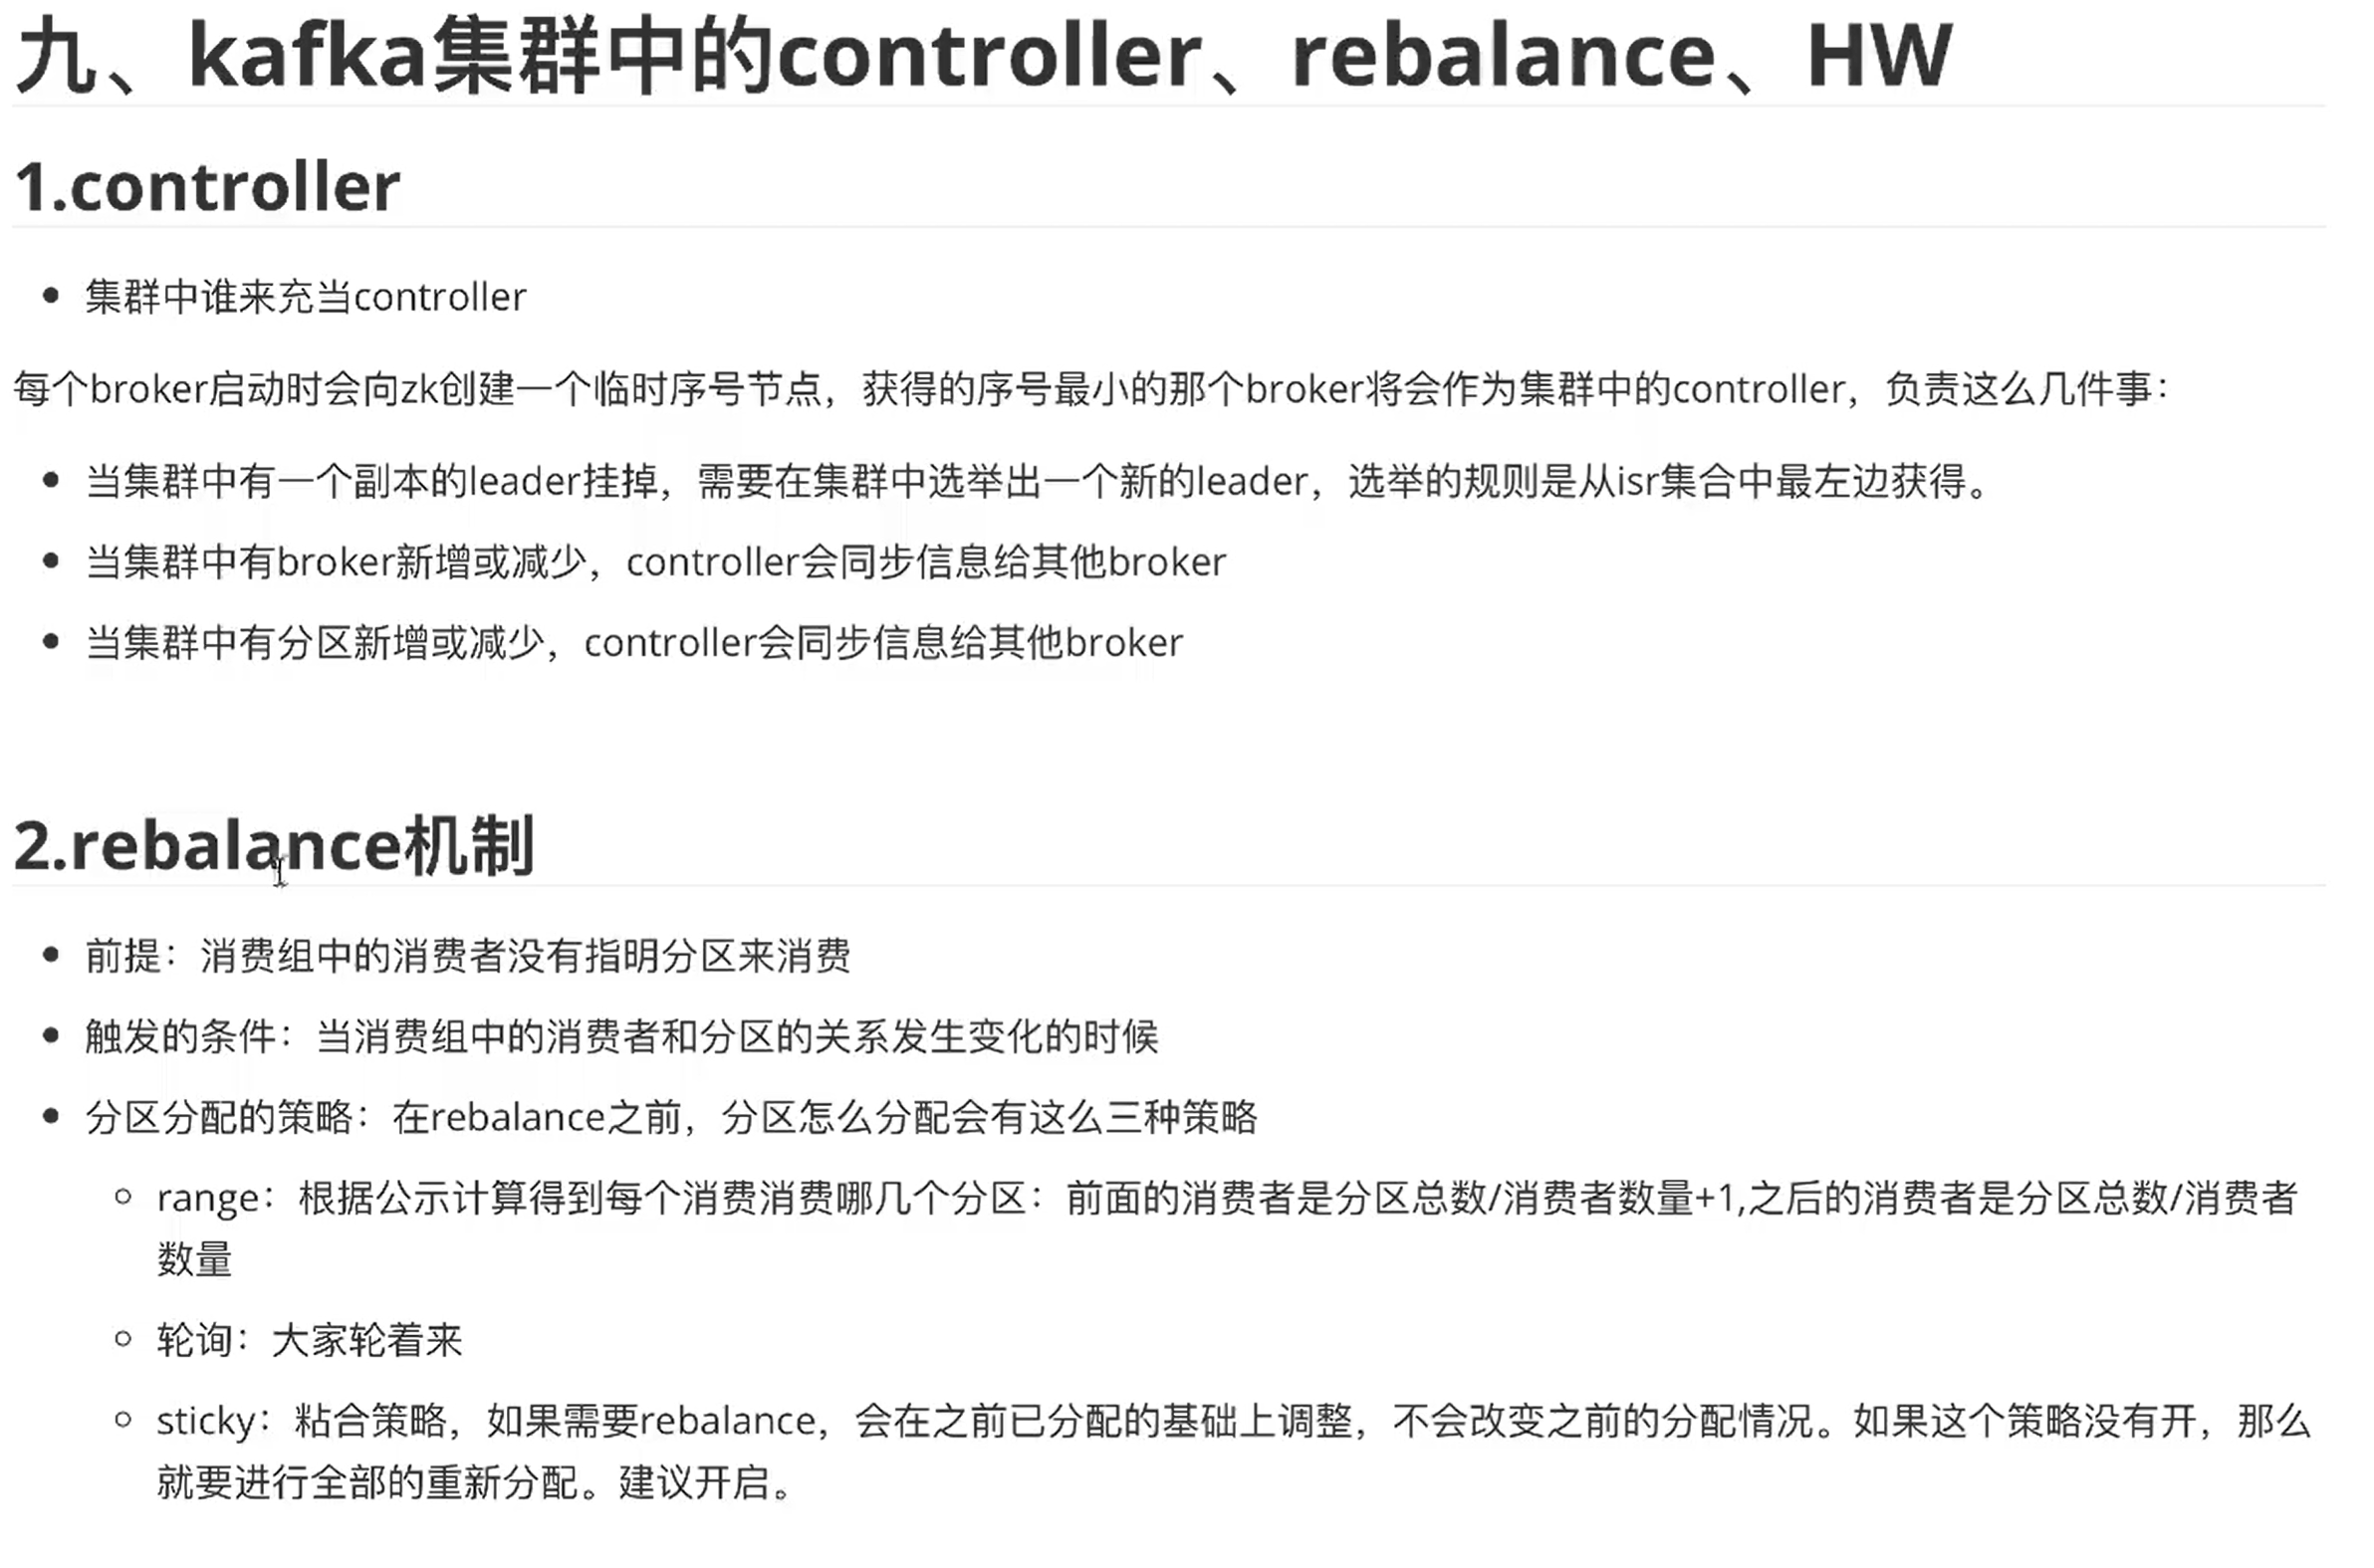 九、kafka集群中的controller、rebalance、HW
1.controller
集群中谁来充当controller
每个broker启动时会向zk创建一个临时序号节点，获得的序号最小的那个broker将会作为集群中的controller，负责这么几件事：
当集群中有一个副本的leader挂掉，需要在集群中选举出一个新的leader，选举的规则是从isr集合中最左边获得。
当集群中有broker新增或减少，controller会同步信息给其他broker
当集群中有分区新增或减少，controller会同步信息给其他broker
2.rebalance机制
前提：消费组中的消费者没有指明分区来消费
触发的条件：当消费组中的消费者和分区的关系发生变化的时候
分区分配的策略：在rebalance之前，分区怎么分配会有这么三种策略
range：根据公示计算得到每个消费消费哪几个分区：前面的消费者是分区总数/消费者数量+1,之后的消费者是分区总数/消费者
数量
轮询：大家轮着来
sticky：粘合策略，如果需要rebalance，会在之前已分配的基础上调整，不会改变之前的分配情况。如果这个策略没有开，那么
就要进行全部的重新分配。建议开启。